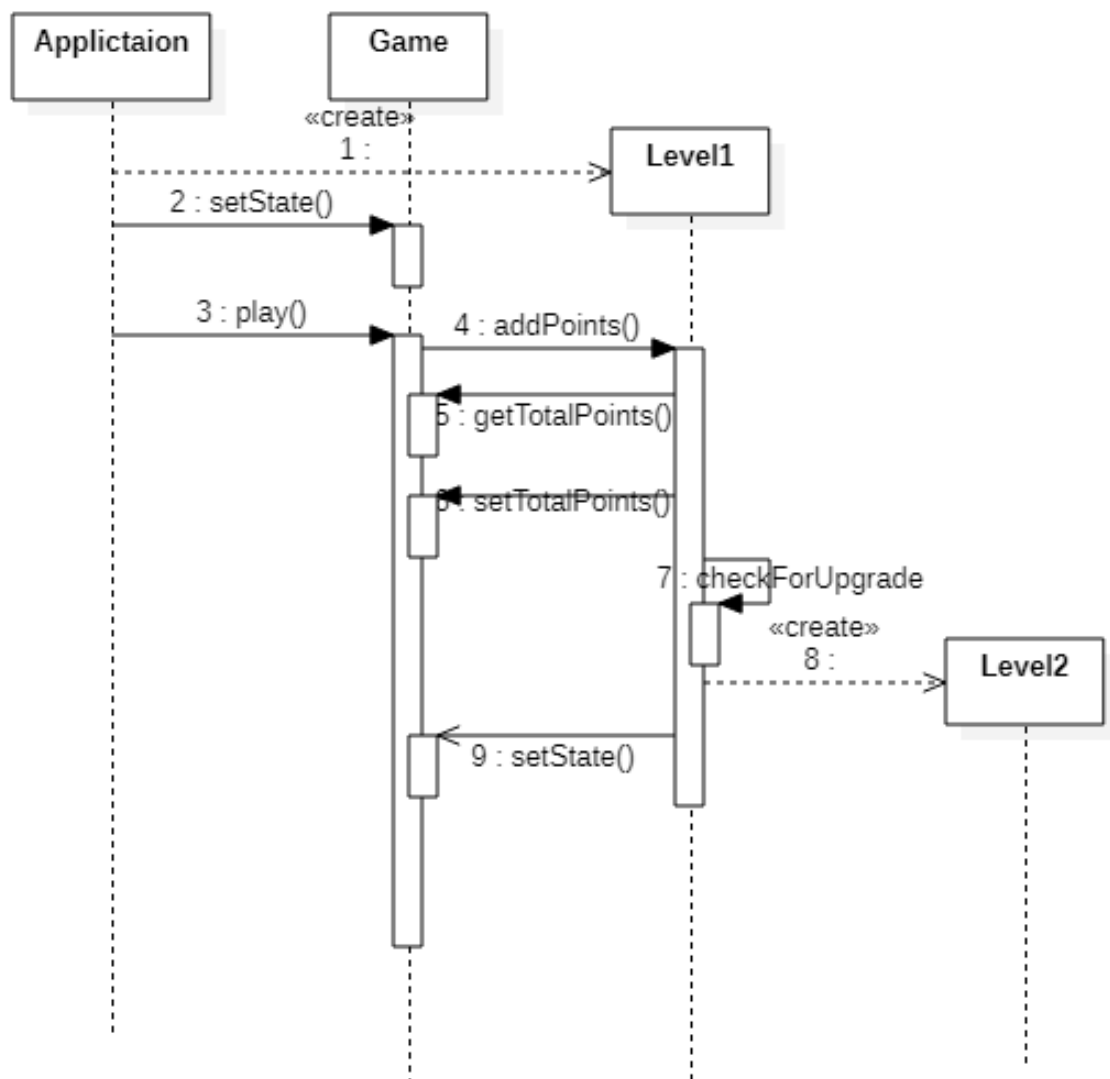 Applictaion
Game
«create»
1 :
Level1
2 : setState()
3 : play()
4 : addPoints()
5 : getTotalPoints()
6 : setTotalPoints()
7 : checkForUpgrade
«create»
8 :
Level2
9 : setState()